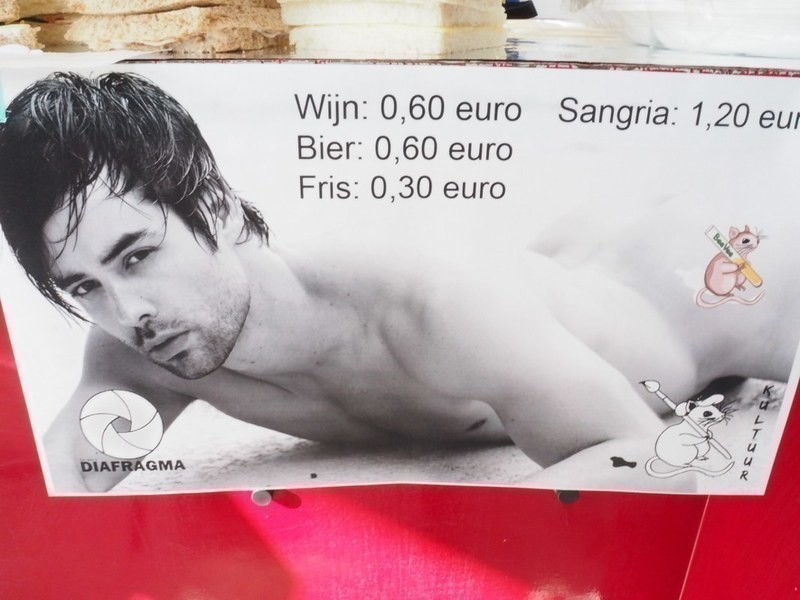 Wijn: 0,60 euro
Bier: 0,60 euro
Fris: 0,30 euro
Sangria: 1,20 eur
DIAFRAGMA
KULTUUR